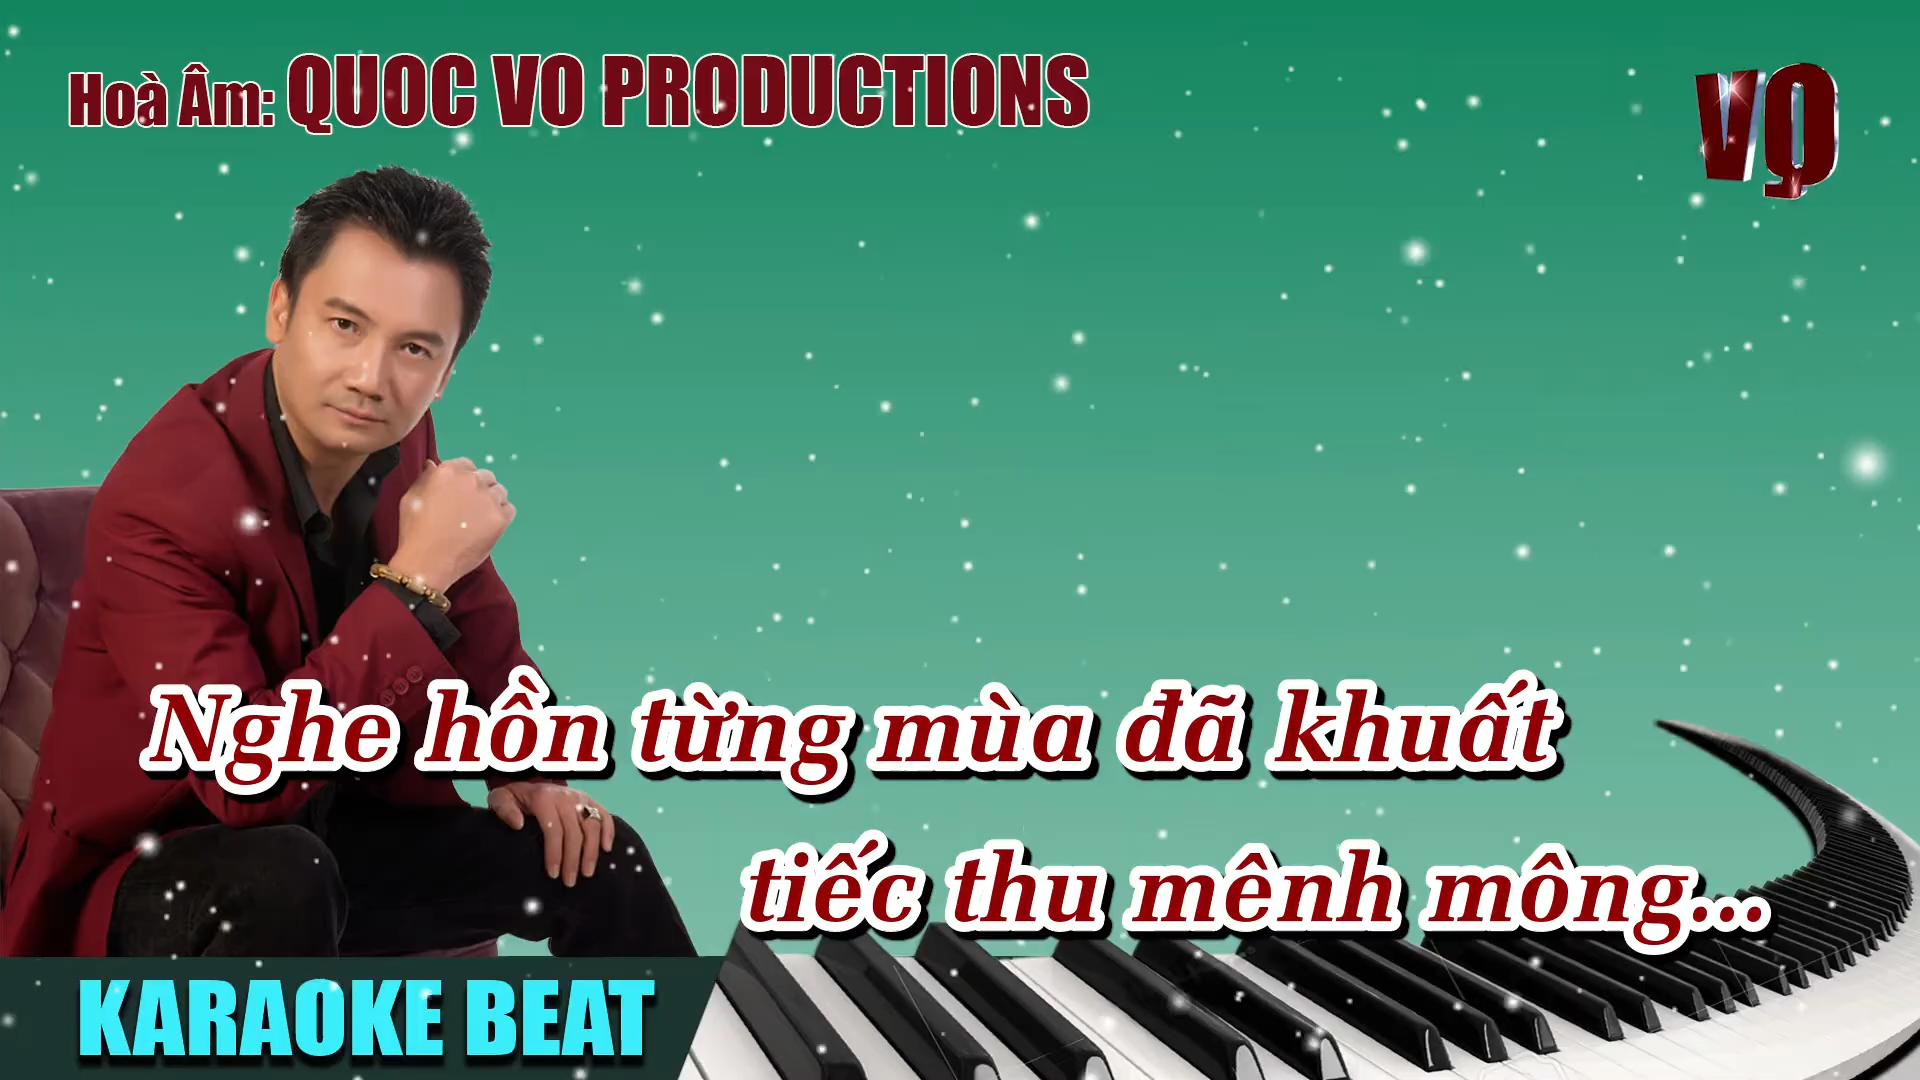 Hoà Âm: QUOC VO PRODUCTIONS
VQ
Nghe hồn từng mùa đã khuất
tiếc thu mênh mông...
KARAOKE BEAT